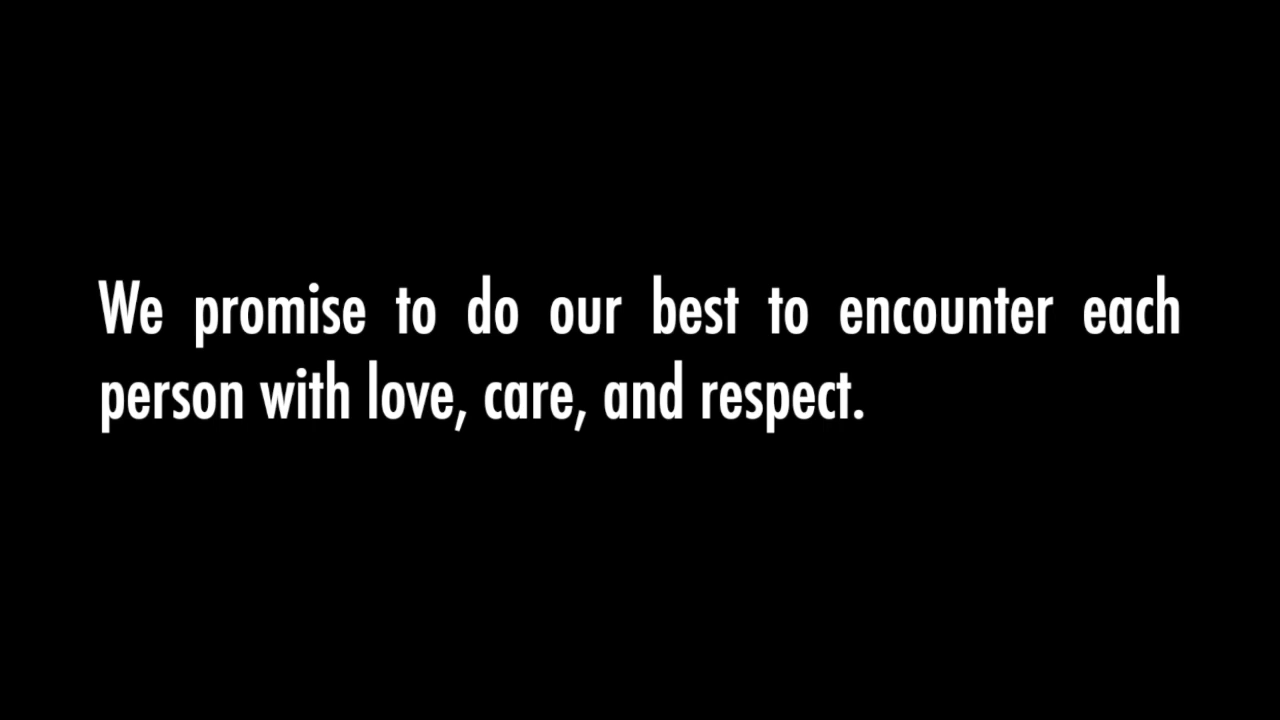 We promise to do our best to encounter each
person with love, care, and respect.